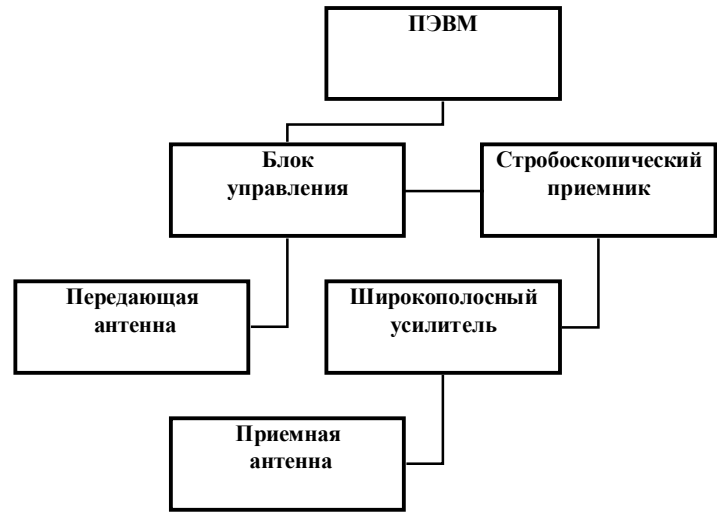 ПЭВМ
Блок
управления
Стробоскопический
приемник
Передающая
антенна
Широкополосный
усилитель
Приемная
антенна